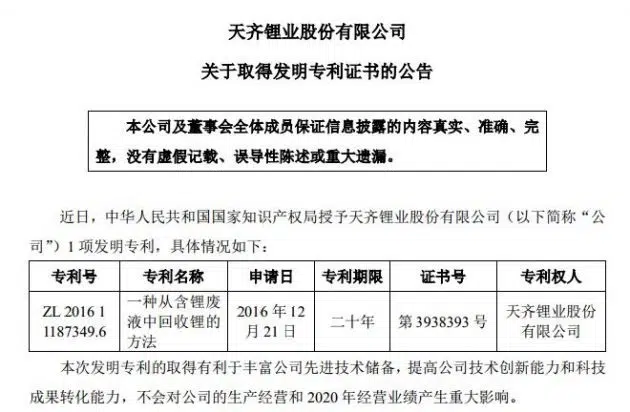 天齐锂业股份有限公司
关于取得发明专利证书的公告
本公司及董事会全体成员保证信息披露的内容真实、准确、完
整，没有虚假记载、误导性陈述或重大遗漏。
近日，中华人民共和国国家知识产权局授予天齐锂业股份有限公司（以下简称“公
司”）1 项发明专利，具体情况如下：
专利号 专利名称 申请日 专利期限 证书号 专利权人
ZL 2016 1 一种从含锂废 2016 年 12 二十年 第 3938393 号 天齐锂业股份
1187349.6 液中回收锂的 月 21 日 有限公司
方法
本次发明专利的取得有利于丰富公司先进技术储备，提高公司技术创新能力和科技
成果转化能力，不会对公司的生产经营和 2020 年经营业绩产生重大影响。